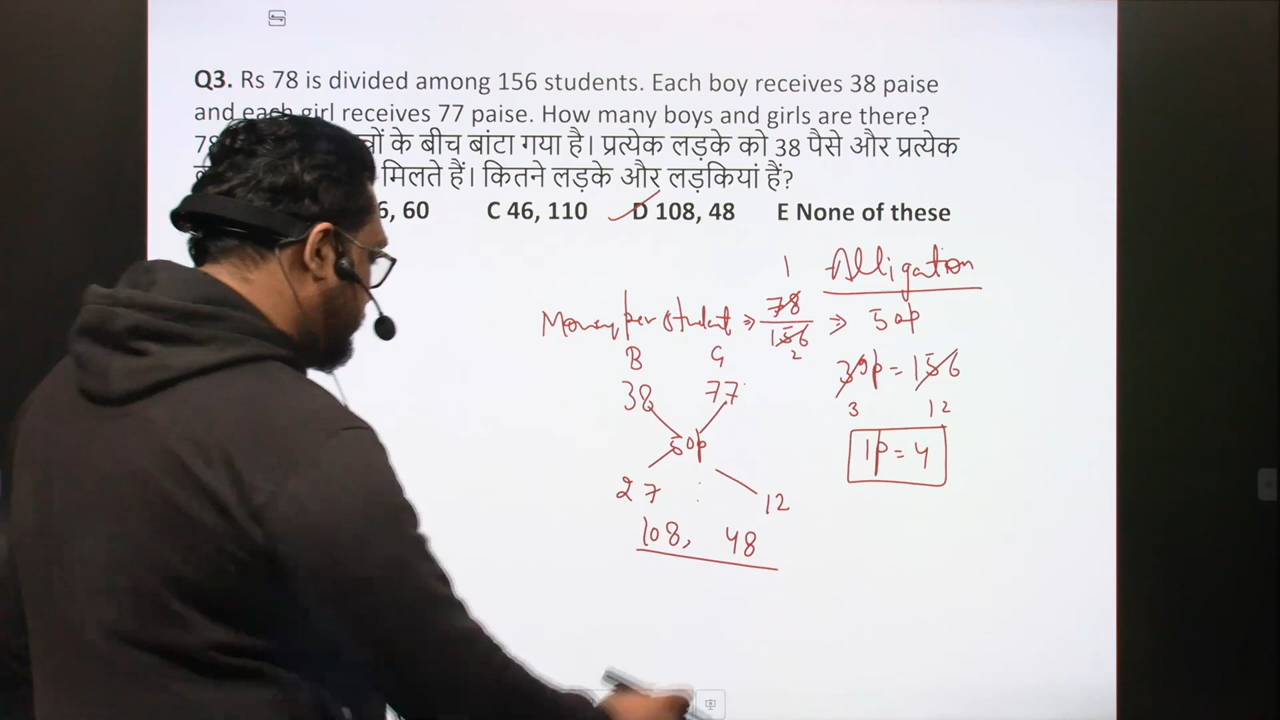 Q3. Rs 78 is divided among 156 students. Each boy receives 38 paise
and each girl receives 77 paise. How many boys and girls are there?
के बीच बांटा गया है। प्रत्येक लड़के को 38 पैसे और प्रत्येक
मिलते हैं। कितने लड़के और लड़कियां हैं?
6, 60 C 46, 110 D 108, 48 E None of these
Alligation
Money per student ⇒ 78/156 ⇒ 50p
1
2
B G
38 77
50p
27 : 12
108, 48
39p = 156
3 12
1p = 4